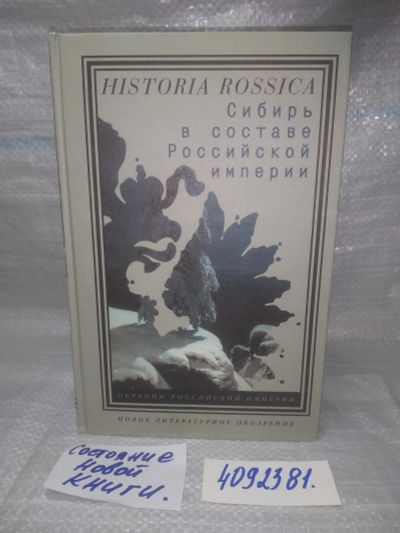 HISTORIA ROSSICA
Сибирь
в составе
Российской
империи
ОКРАИНЫ РОССИЙСКОЙ ИМПЕРИИ
НОВОЕ ЛИТЕРАТУРНОЕ ОБОЗРЕНИЕ
состояние
новой
книги.
4092381.